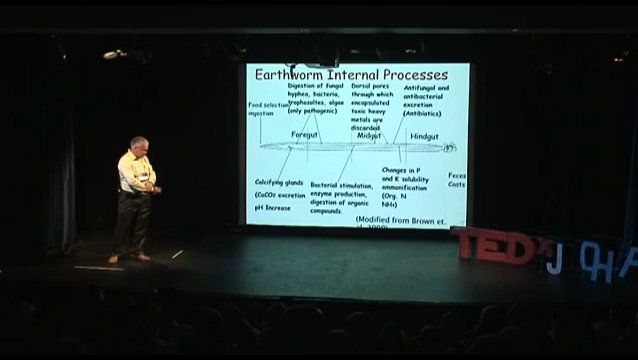 Earthworm Internal Processes
Digestion of fungal
hyphea, bacteria,
trophozoites, algae
(only pathogenic)
Dorsal pores
through which
encapsulated
toxic heavy
metals are
discarded
Antifungal and
antibacterial
excretion
(Antibiotics)
Food selection,
ingestion
Foregut
Midgut
Hindgut
Calcifying glands
(CaCO2 excretion
pH Increase
Bacterial stimulation,
enzyme production,
digestion of organic
compounds.
Changes in P
and K solubility
ammonification
(Org. N
NH4)
Feces
Casts
(Modified from Brown et.
TEDx JOHA